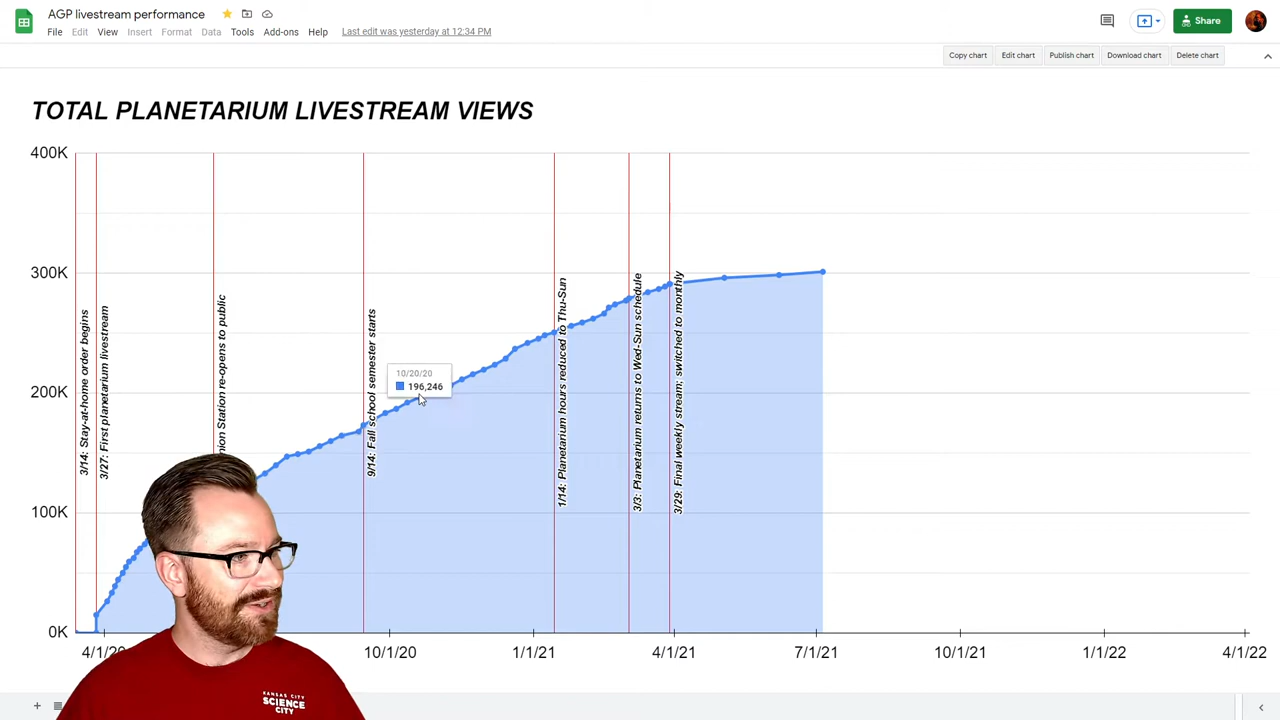 AGP livestream performance
File Edit View Insert Format Data Tools Add-ons Help Last edit was yesterday at 12:34 PM
Share
Copy chart Edit chart Publish chart Download chart Delete chart
TOTAL PLANETARIUM LIVESTREAM VIEWS
400K
300K
200K
100K
0K
3/14: Stay-at-home order begins
3/27: First planetarium livestream
nion Station re-opens to public
9/14: Fall school semester starts
10/20/20
196,246
1/14: Planetarium hours reduced to Thu-Sun
3/3: Planetarium returns to Wed-Sun schedule
3/29: Final weekly stream; switched to monthly
4/1/20 10/1/20 1/1/21 4/1/21 7/1/21 10/1/21 1/1/22 4/1/22
KANSAS CITY
SCIENCE
CITY